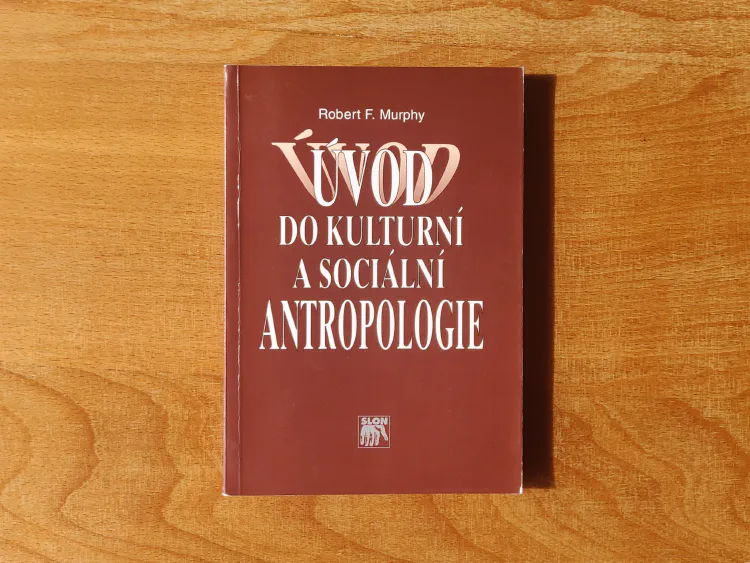 Robert F. Murphy
ÚVOD
DO KULTURNÍ
A SOCIÁLNÍ
ANTROPOLOGIE
SLON